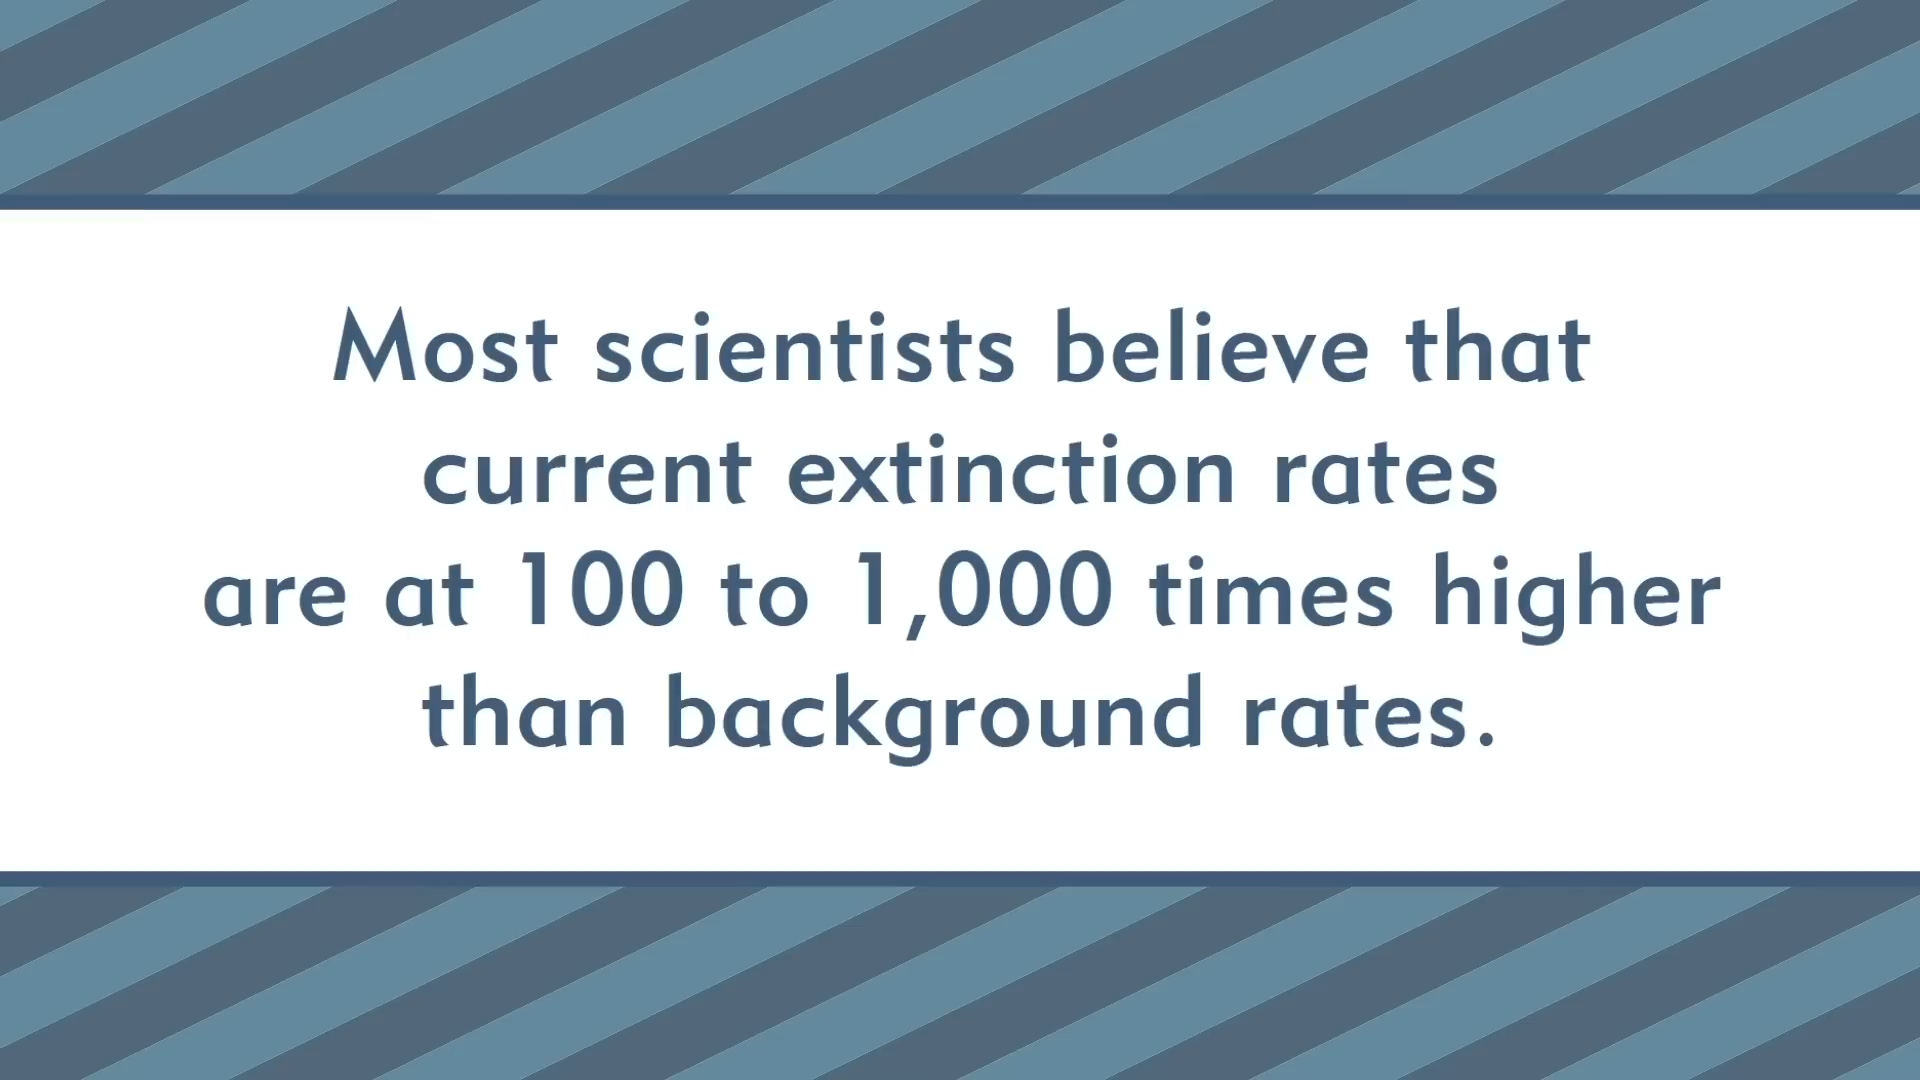 Most scientists believe that
current extinction rates
are at 100 to 1,000 times higher
than background rates.